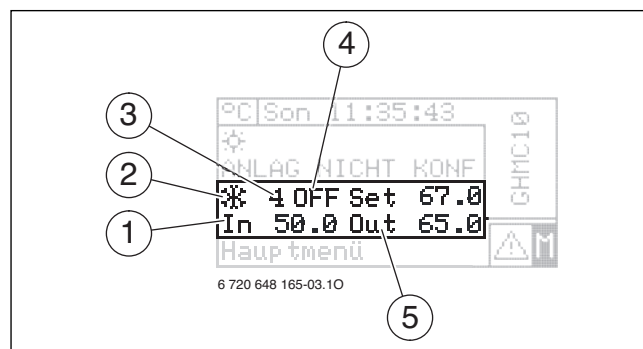 4
3
2
1
5
°C Son 11:35:43
ANLAG NICHT KONF
4 OFF Set 67.0
In 50.0 Out 65.0
Hauptmenü
GHMC10
M
6 720 648 165-03.1O